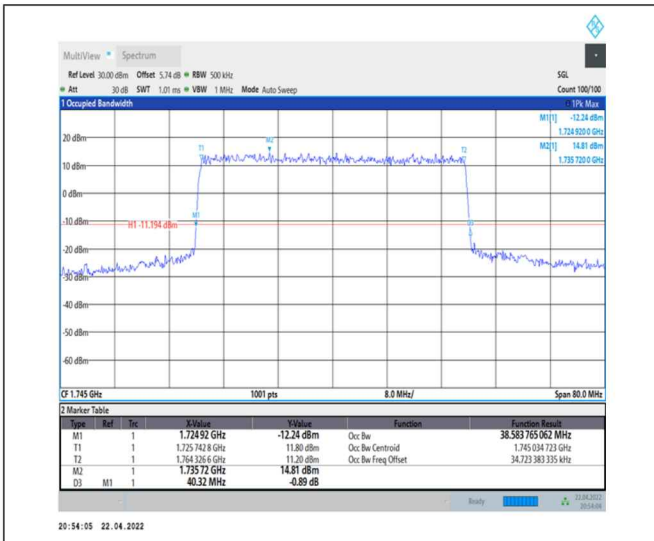 MultiView Spectrum
Ref Level 30.00 dBm Offset 5.74 dB RBW 500 kHz SGL
Att 30 dB SWT 1.01 ms VBW 1 MHz Mode Auto Sweep Count 100/100
1 Occupied Bandwidth 1Pk Max
M1[1] -12.24 dBm
1.724 920 0 GHz
M2[1] 14.81 dBm
1.735 720 0 GHz
20 dBm
T1 M2 T2
10 dBm
0 dBm
M1
-10 dBm
H1 -11.194 dBm
-20 dBm
-30 dBm
-40 dBm
-50 dBm
-60 dBm
CF 1.745 GHz 1001 pts 8.0 MHz/ Span 80.0 MHz
2 Marker Table
Type Ref Trc X-Value Y-Value Function Function Result
M1 1 1.724 92 GHz -12.24 dBm Occ Bw 38.583 765 062 MHz
T1 1 1.725 742 8 GHz 11.80 dBm Occ Bw Centroid 1.745 034 723 GHz
T2 1 1.764 326 6 GHz 11.20 dBm Occ Bw Freq Offset 34.723 383 335 kHz
M2 1 1.735 72 GHz 14.81 dBm
D3 M1 1 40.32 MHz -0.89 dB
Ready 22.04.2022
20:54:04
20:54:05 22.04.2022